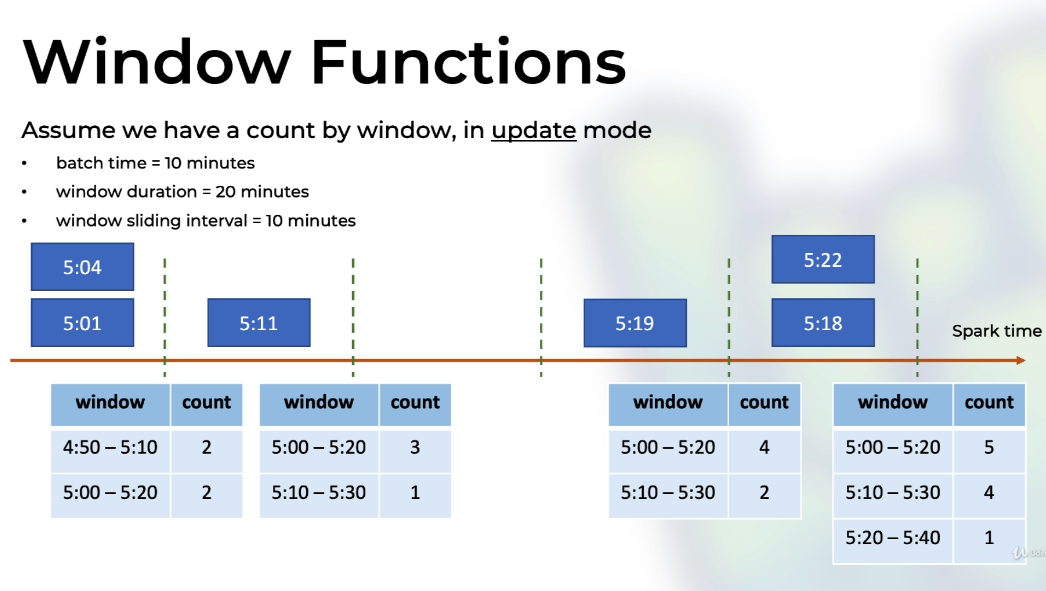 Window Functions
Assume we have a count by window, in update mode
• batch time = 10 minutes
• window duration = 20 minutes
• window sliding interval = 10 minutes
5:04
5:01
5:11
5:19
5:22
5:18
Spark time
window count
4:50 – 5:10 2
5:00 – 5:20 2
window count
5:00 – 5:20 3
5:10 – 5:30 1
window count
5:00 – 5:20 4
5:10 – 5:30 2
window count
5:00 – 5:20 5
5:10 – 5:30 4
5:20 – 5:40 1